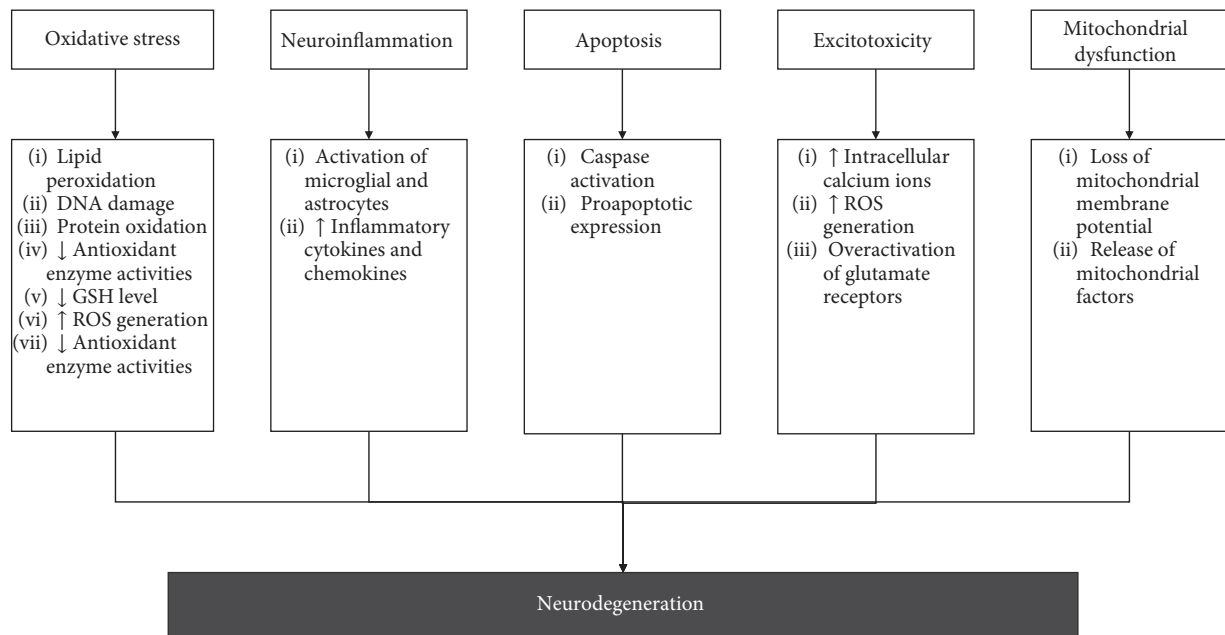 Oxidative stress
Neuroinflammation
Apoptosis
Excitotoxicity
Mitochondrial
dysfunction
(i) Lipid
peroxidation
(ii) DNA damage
(iii) Protein oxidation
(iv) ↓ Antioxidant
enzyme activities
(v) ↓ GSH level
(vi) ↑ ROS generation
(vii) ↓ Antioxidant
enzyme activities
(i) Activation of
microglial and
astrocytes
(ii) ↑ Inflammatory
cytokines and
chemokines
(i) Caspase
activation
(ii) Proapoptotic
expression
(i) ↑ Intracellular
calcium ions
(ii) ↑ ROS
generation
(iii) Overactivation
of glutamate
receptors
(i) Loss of
mitochondrial
membrane
potential
(ii) Release of
mitochondrial
factors
Neurodegeneration